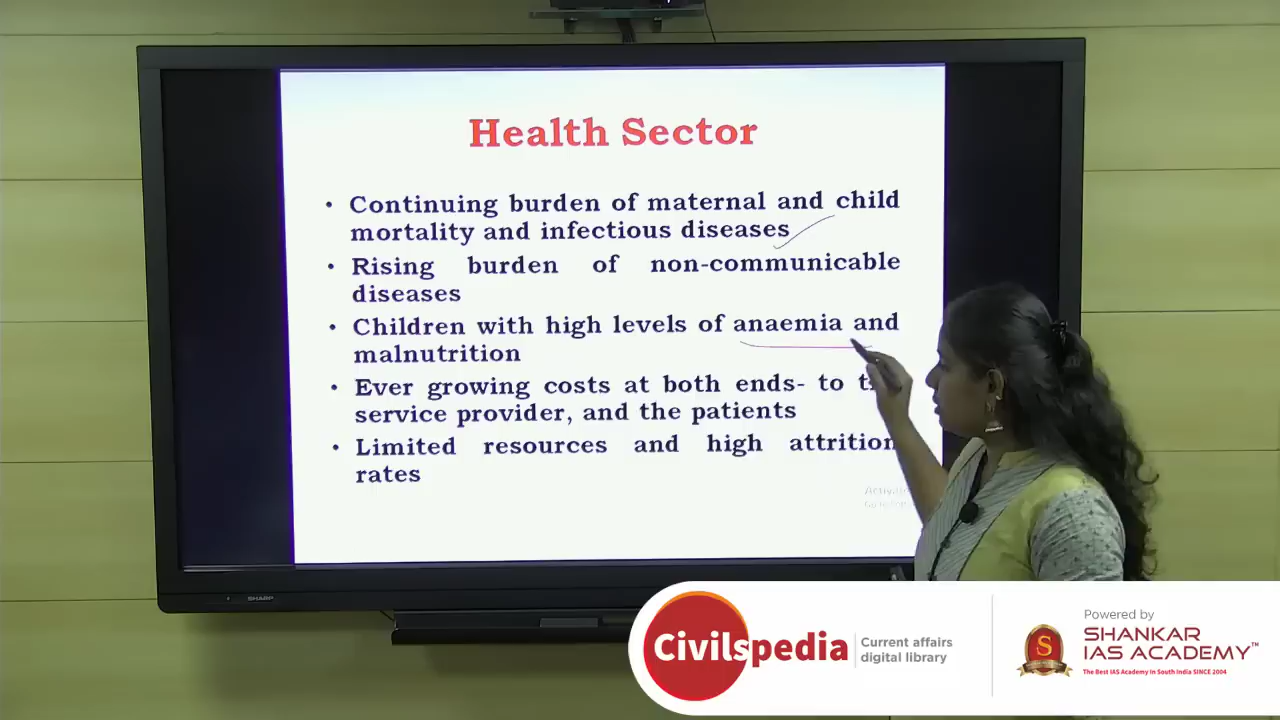 Health Sector
• Continuing burden of maternal and child
mortality and infectious diseases
• Rising burden of non-communicable
diseases
• Children with high levels of anaemia and
malnutrition
• Ever growing costs at both ends- to
service provider, and the patients
• Limited resources and high attrition
rates
SHARP
Civilspedia
Current affairs
digital library
Powered by
S
SHANKAR
IAS ACADEMY™
The Best IAS Academy In South India SINCE 2004